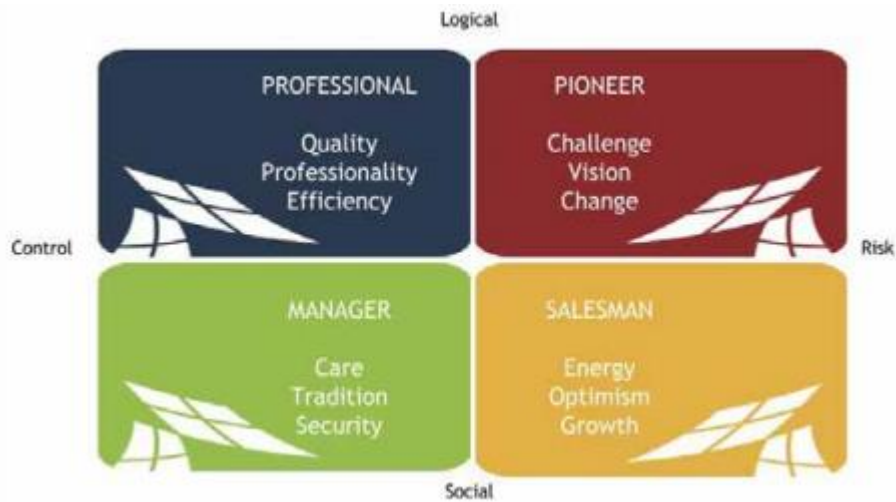 Logical
PROFESSIONAL
Quality
Professionality
Efficiency
PIONEER
Challenge
Vision
Change
Control
Risk
MANAGER
Care
Tradition
Security
SALESMAN
Energy
Optimism
Growth
Social